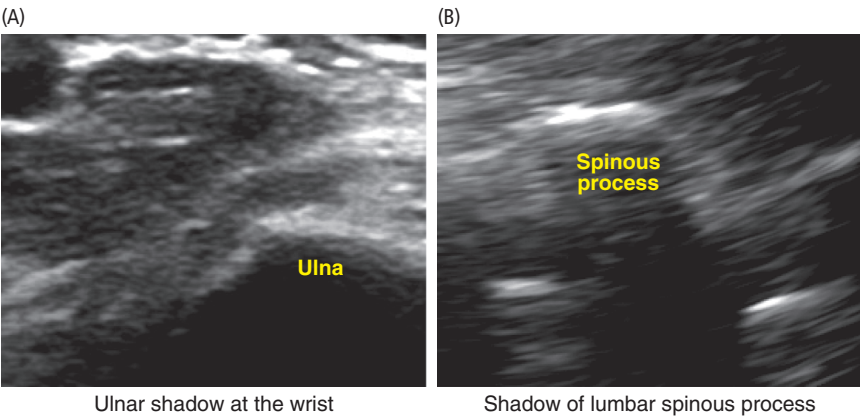 (A)
(B)
Ulna
Spinous
process
Ulnar shadow at the wrist
Shadow of lumbar spinous process